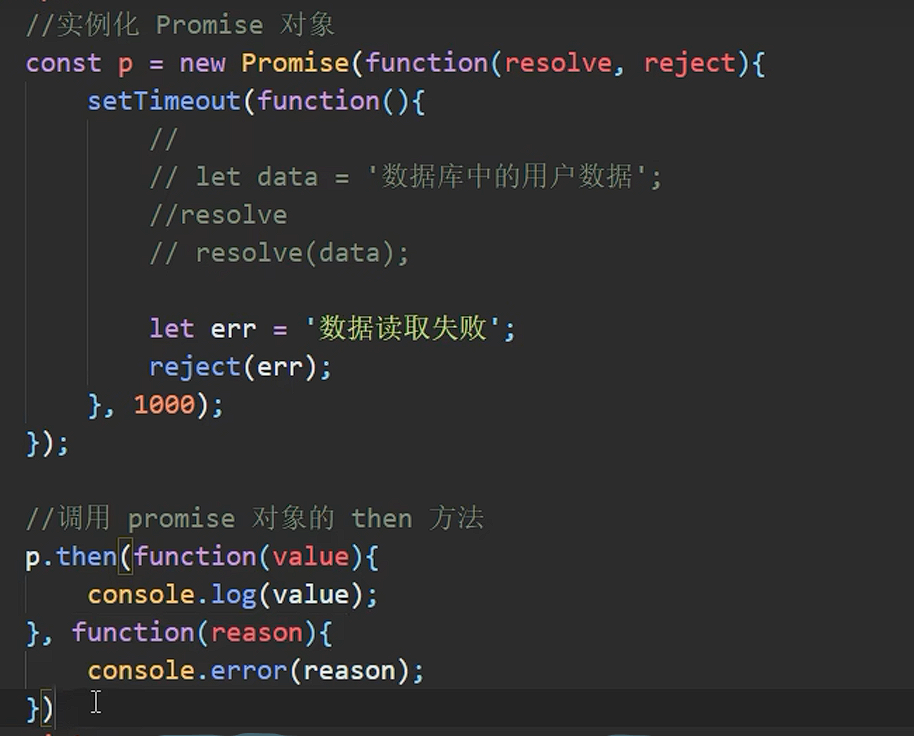 //实例化 Promise 对象
const p = new Promise(function(resolve, reject){
    setTimeout(function(){
        //
        // let data = '数据库中的用户数据';
        //resolve
        // resolve(data);

        let err = '数据读取失败';
        reject(err);
    }, 1000);
});

//调用 promise 对象的 then 方法
p.then(function(value){
    console.log(value);
}, function(reason){
    console.error(reason);
})